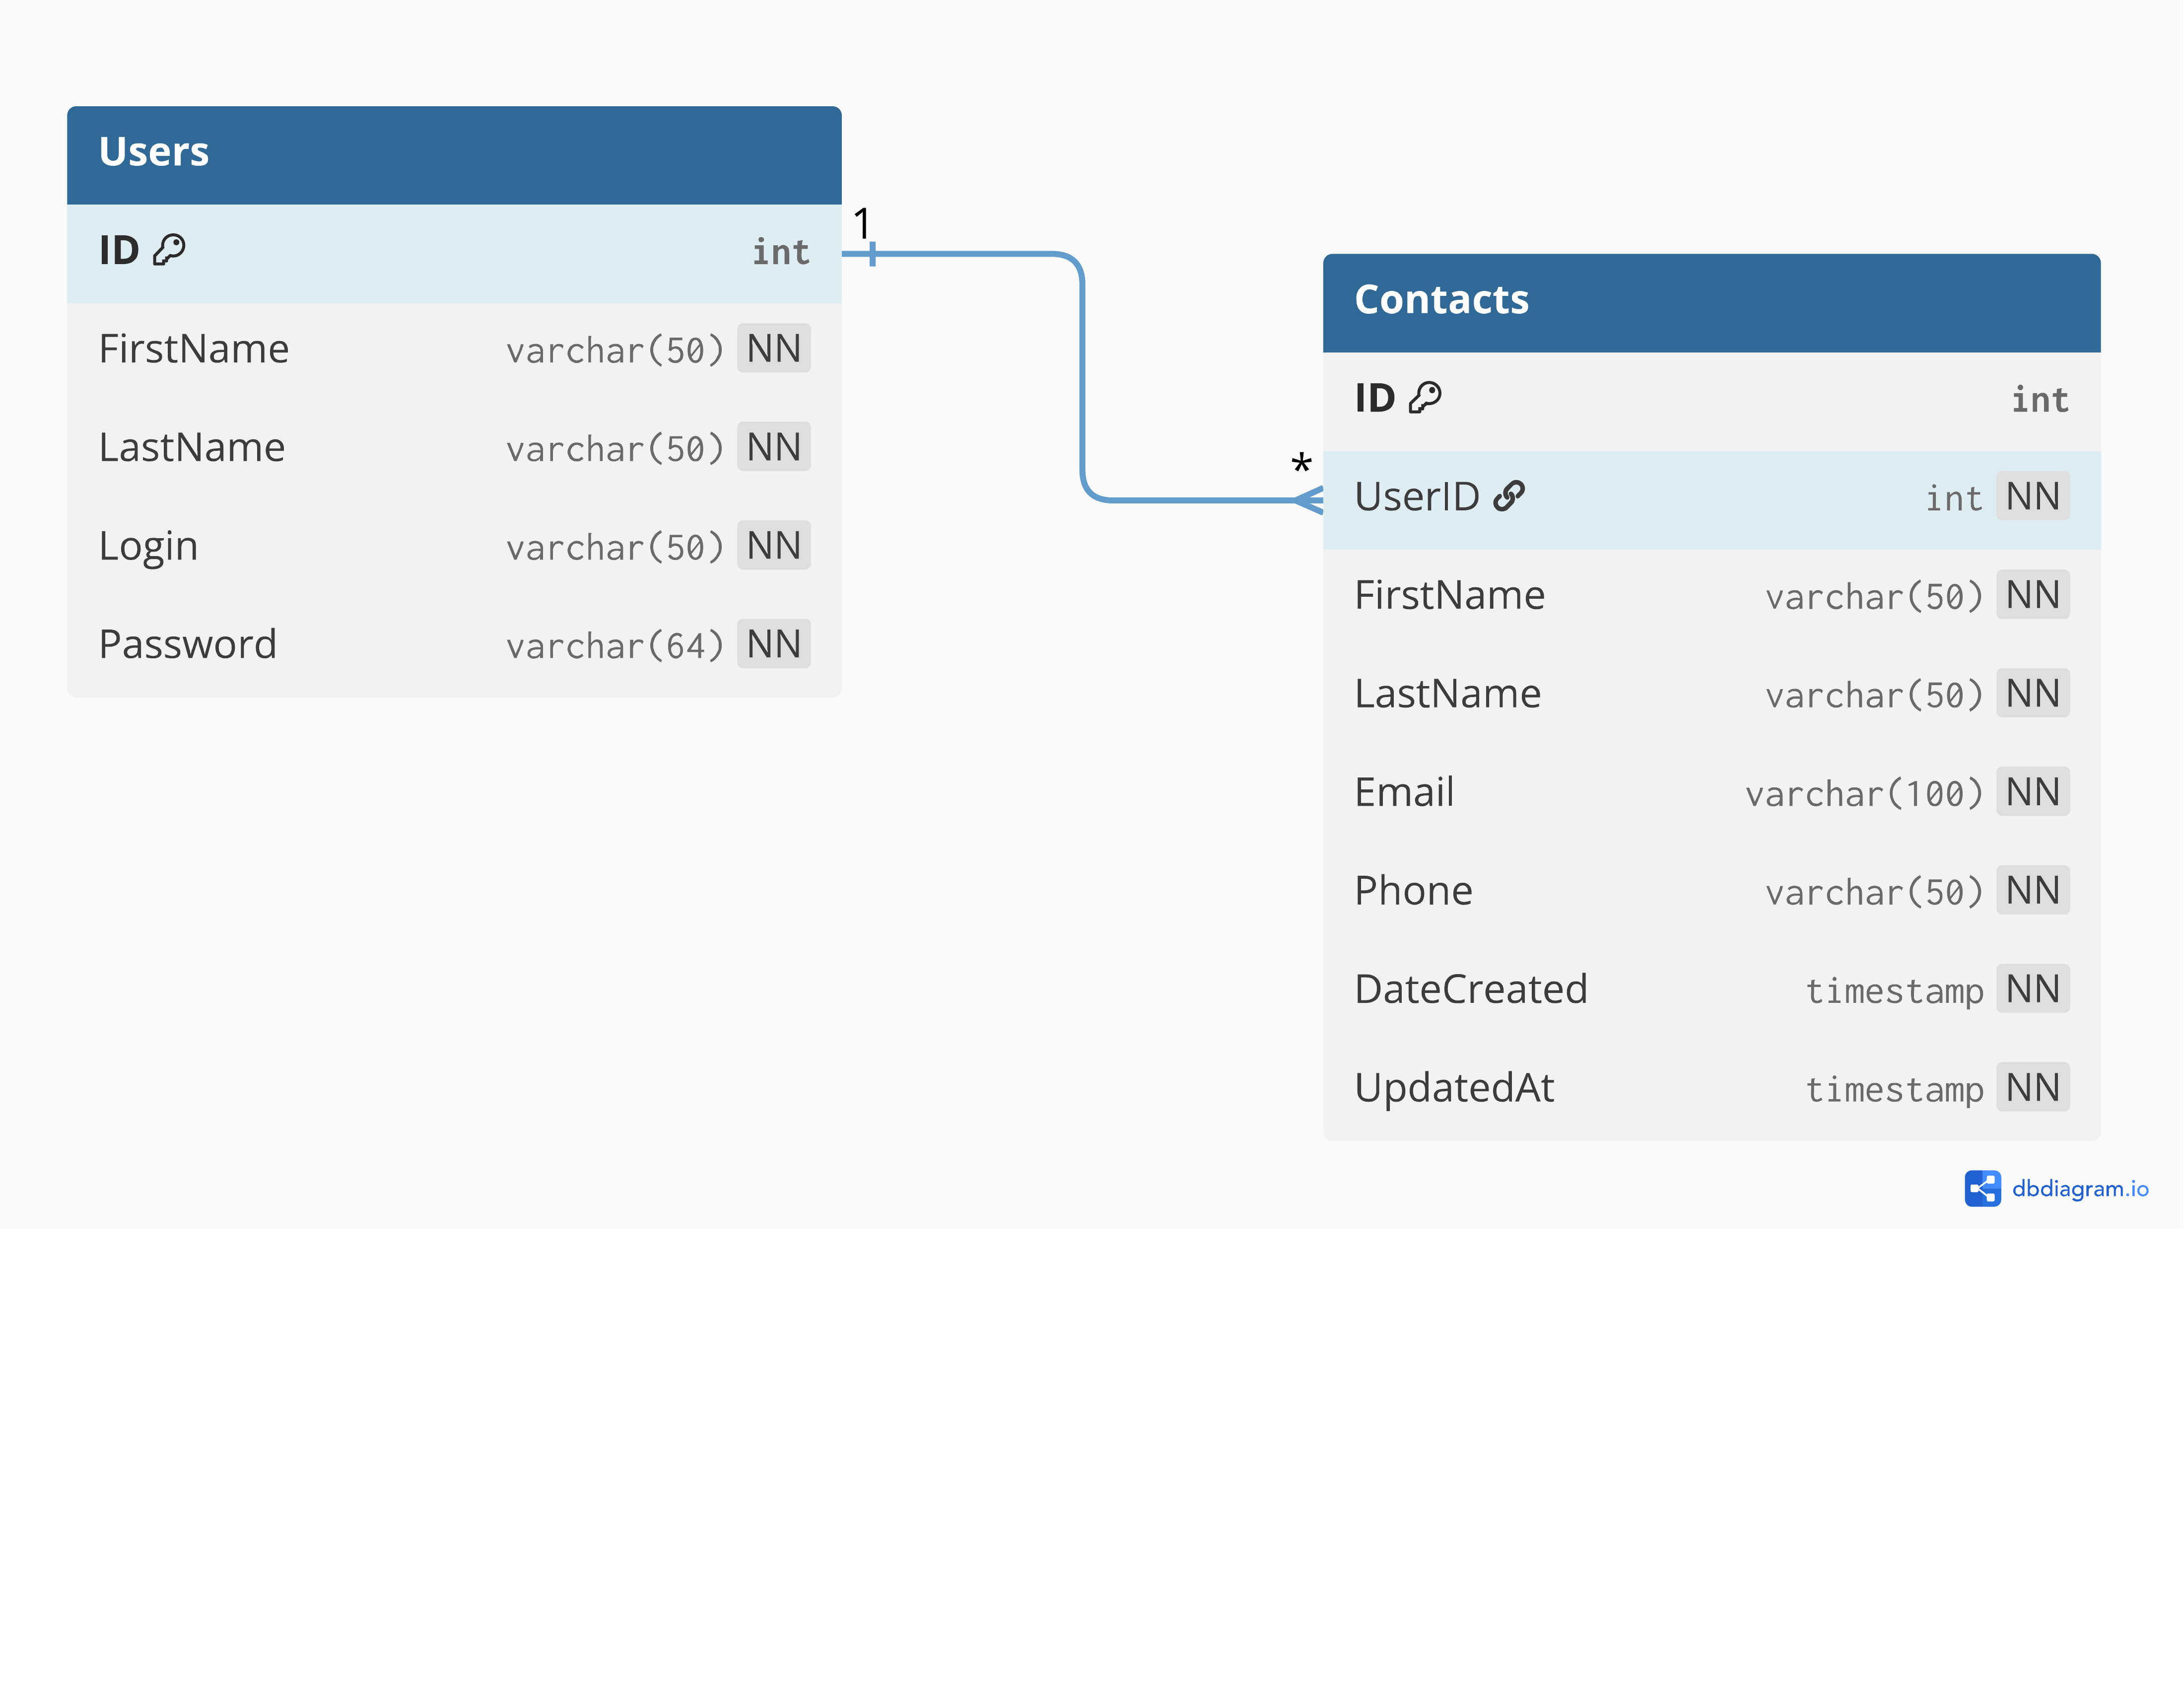 Users
ID int
FirstName varchar(50) NN
LastName varchar(50) NN
Login varchar(50) NN
Password varchar(64) NN
1
*
Contacts
ID int
UserID int NN
FirstName varchar(50) NN
LastName varchar(50) NN
Email varchar(100) NN
Phone varchar(50) NN
DateCreated timestamp NN
UpdatedAt timestamp NN
dbdiagram.io